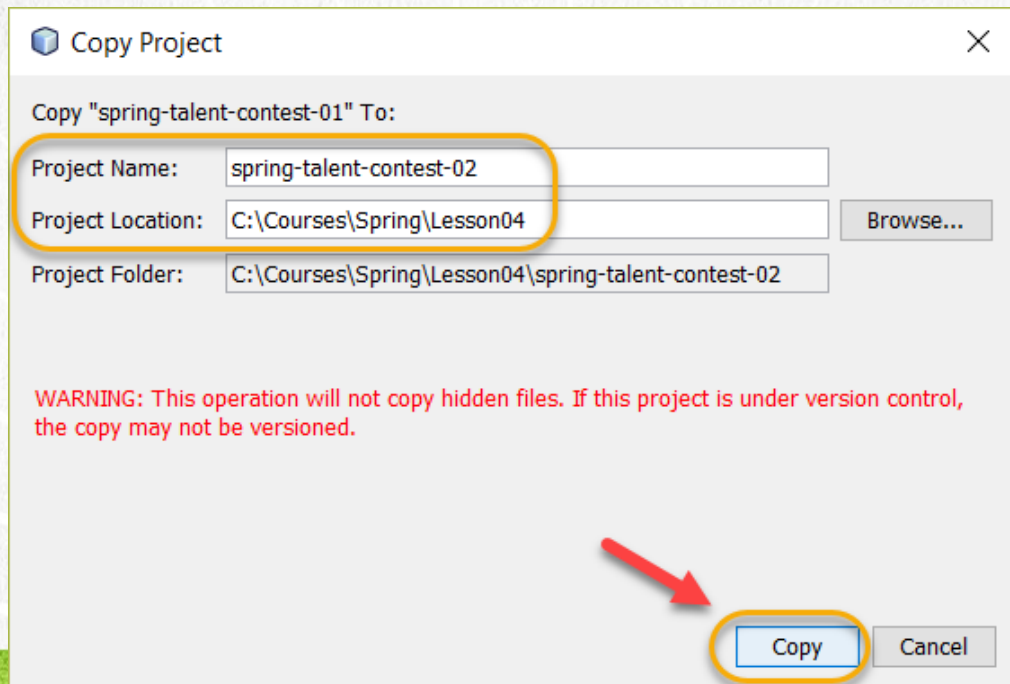 Copy Project
Copy "spring-talent-contest-01" To:
Project Name: spring-talent-contest-02
Project Location: C:\Courses\Spring\Lesson04 Browse...
Project Folder: C:\Courses\Spring\Lesson04\spring-talent-contest-02
WARNING: This operation will not copy hidden files. If this project is under version control,
the copy may not be versioned.
Copy Cancel